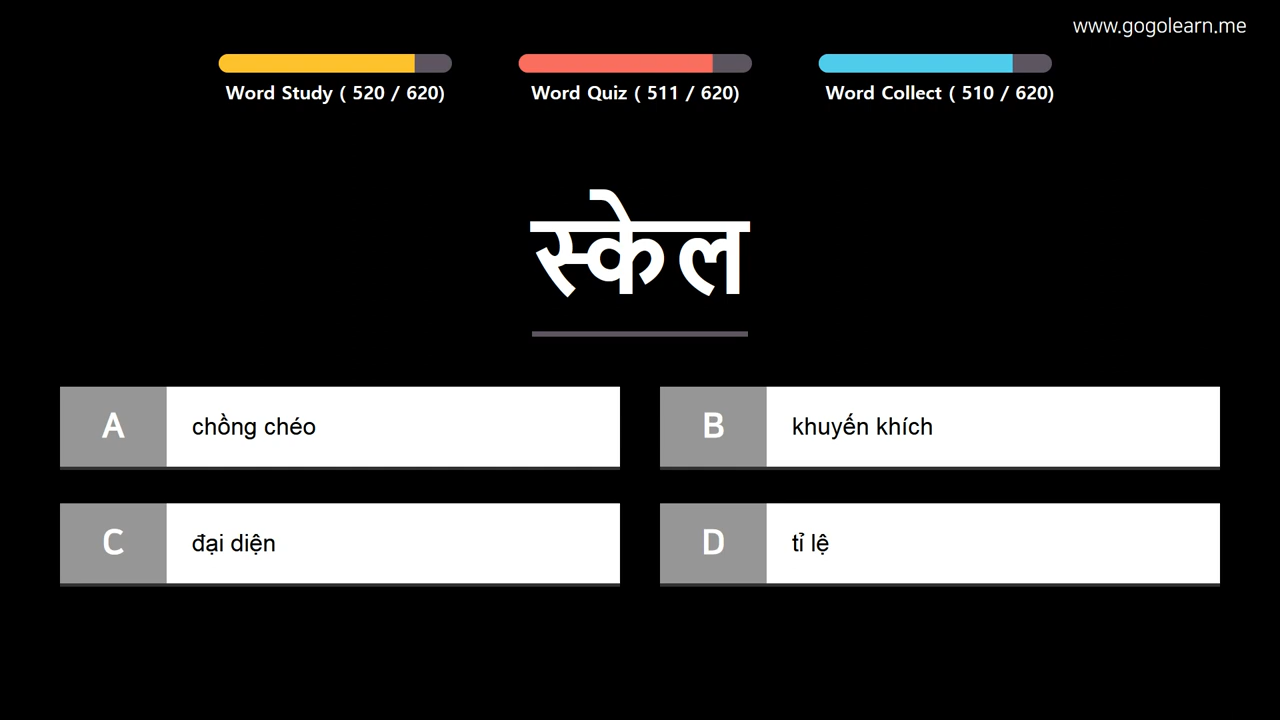 www.gogolearn.me
Word Study ( 520 / 620)
Word Quiz ( 511 / 620)
Word Collect ( 510 / 620)
स्केल
A chồng chéo
B khuyến khích
C đại diện
D tỉ lệ